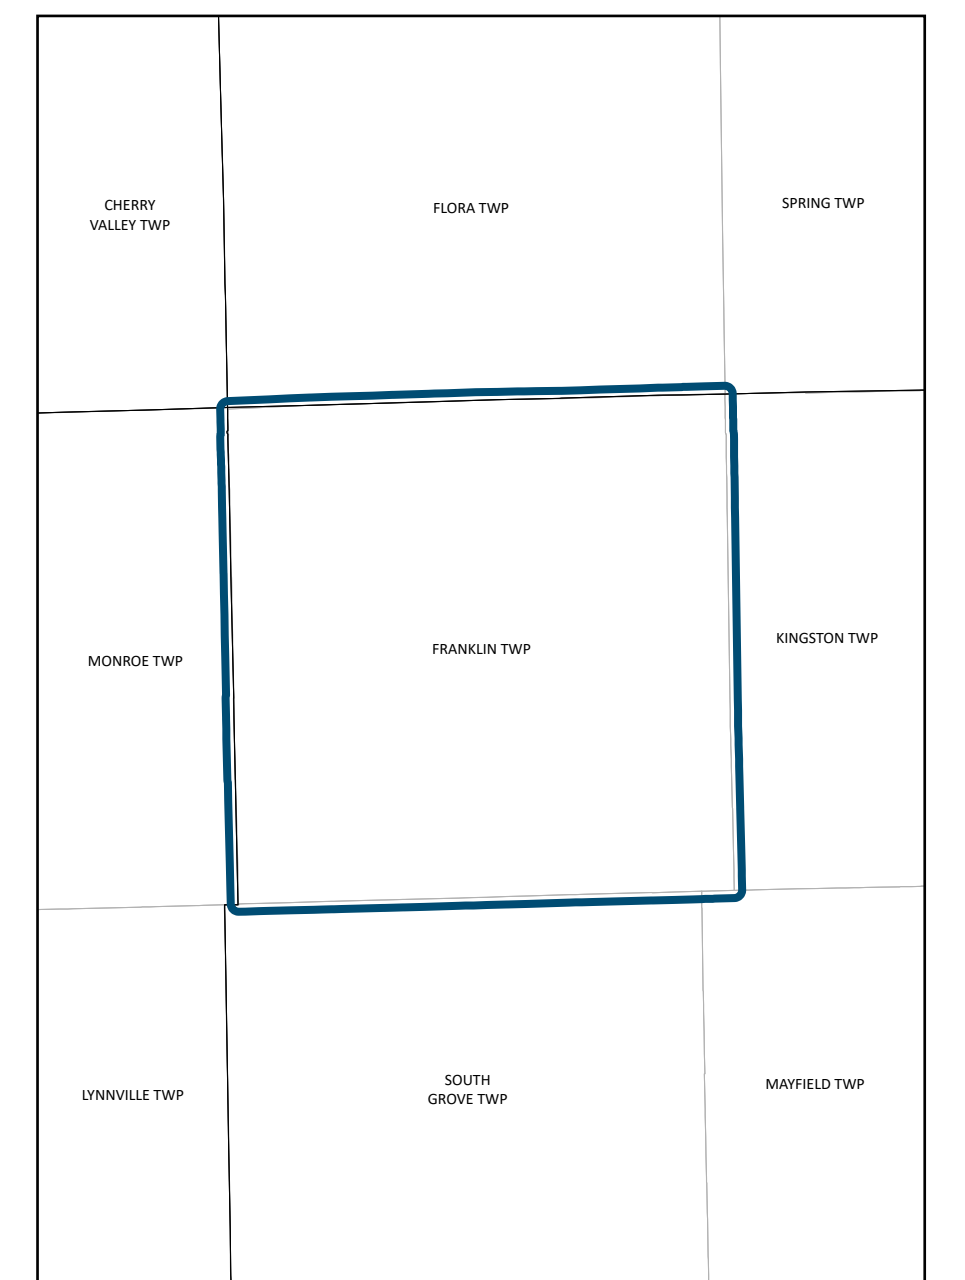 CHERRY
VALLEY TWP
FLORA TWP
SPRING TWP
MONROE TWP
FRANKLIN TWP
KINGSTON TWP
LYNNVILLE TWP
SOUTH
GROVE TWP
MAYFIELD TWP